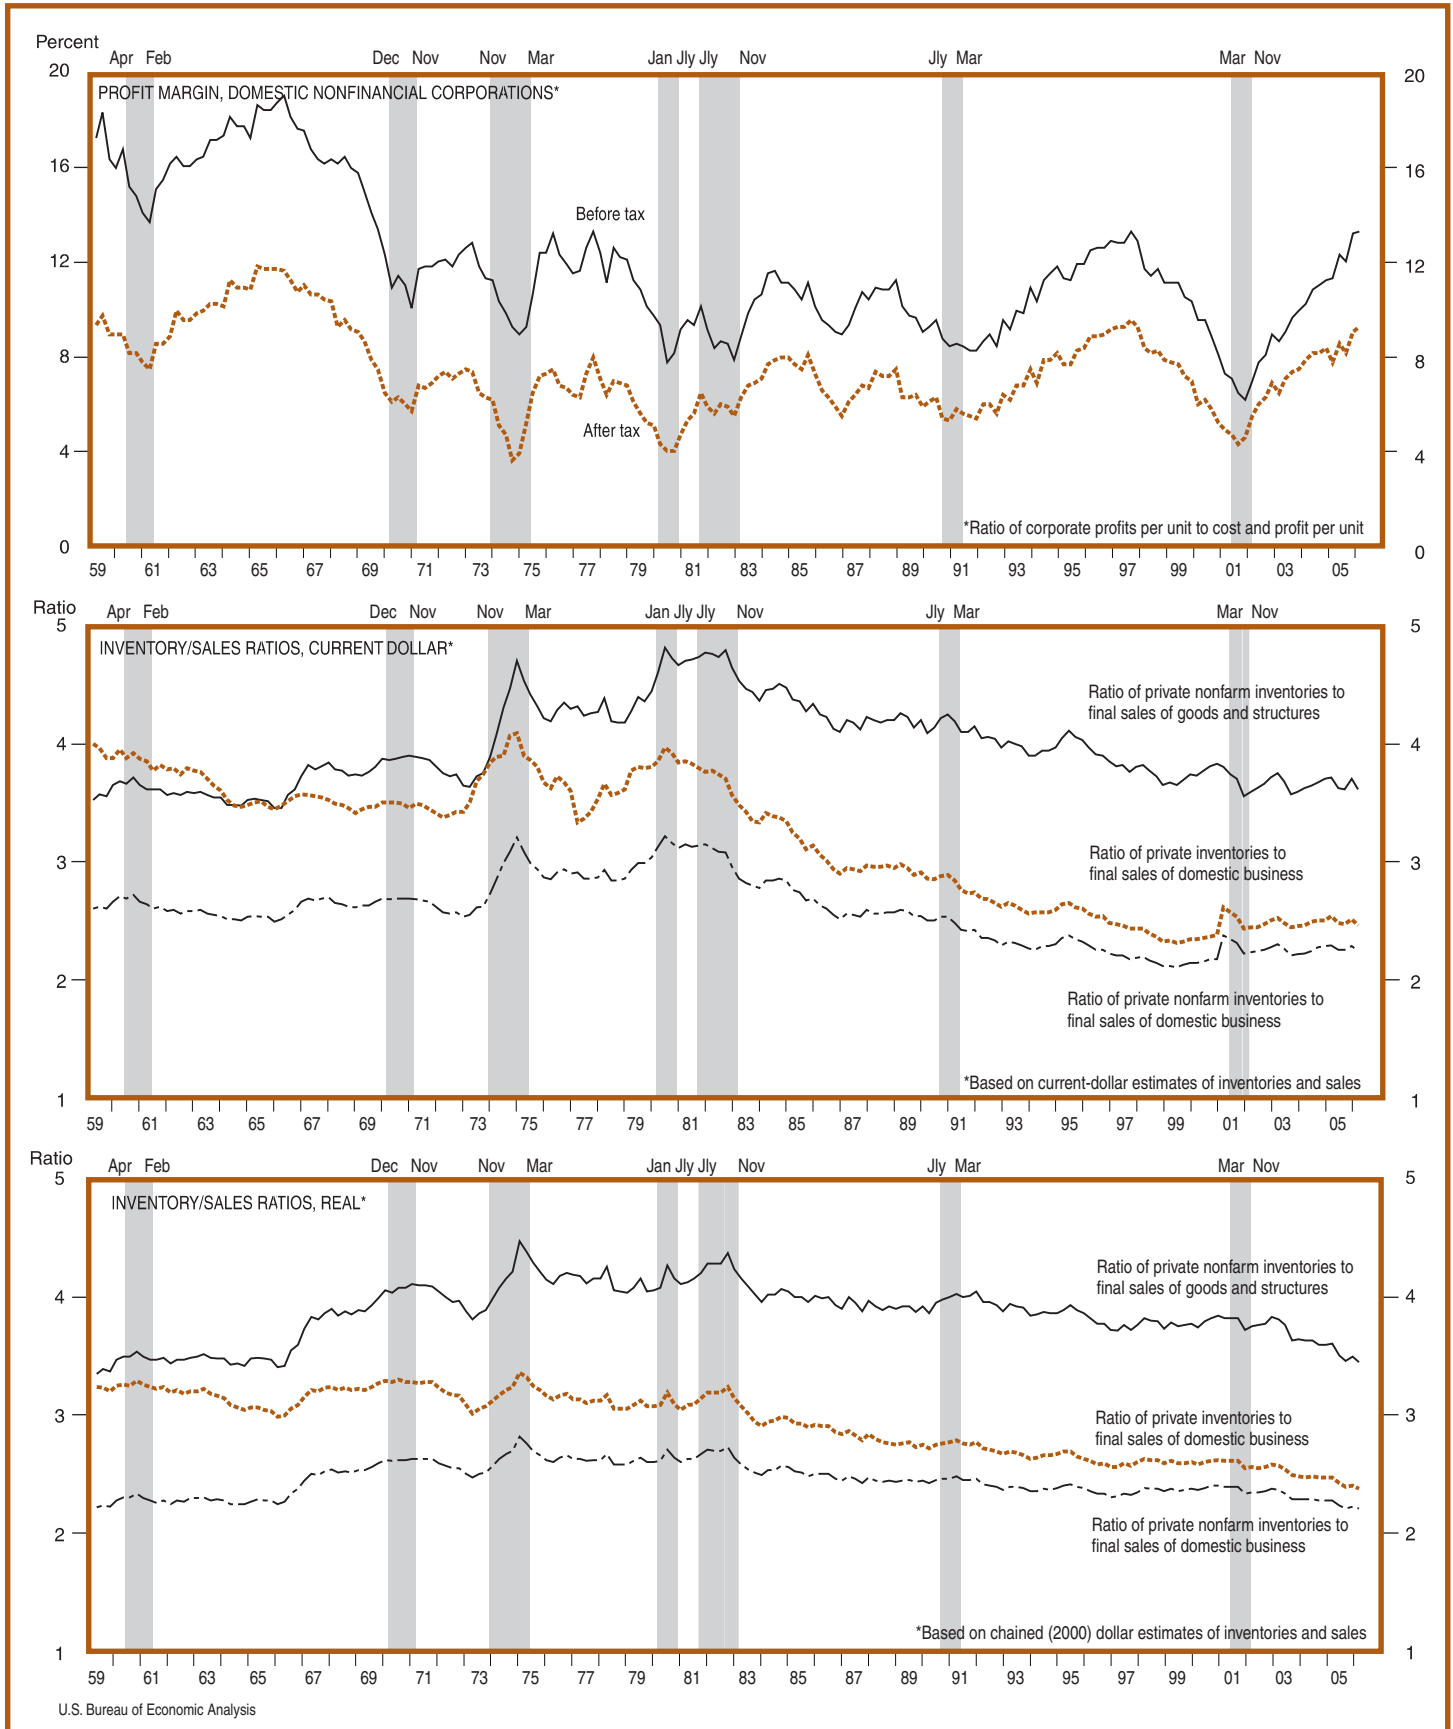 Percent
Apr Feb Dec Nov Nov Mar Jan Jly Jly Nov Jly Mar Mar Nov
20 20
PROFIT MARGIN, DOMESTIC NONFINANCIAL CORPORATIONS*
16 16
Before tax
12 12
8 8
After tax
4 4
*Ratio of corporate profits per unit to cost and profit per unit
0 0
59 61 63 65 67 69 71 73 75 77 79 81 83 85 87 89 91 93 95 97 99 01 03 05
Ratio
Apr Feb Dec Nov Nov Mar Jan Jly Jly Nov Jly Mar Mar Nov
5 5
INVENTORY/SALES RATIOS, CURRENT DOLLAR*
Ratio of private nonfarm inventories to
final sales of goods and structures
4 4
Ratio of private inventories to
3 3
final sales of domestic business
2 2
Ratio of private nonfarm inventories to
final sales of domestic business
*Based on current-dollar estimates of inventories and sales
1 1
59 61 63 65 67 69 71 73 75 77 79 81 83 85 87 89 91 93 95 97 99 01 03 05
Ratio
Apr Feb Dec Nov Nov Mar Jan Jly Jly Nov Jly Mar Mar Nov
5 5
INVENTORY/SALES RATIOS, REAL*
Ratio of private nonfarm inventories to
final sales of goods and structures
4 4
3 3
Ratio of private inventories to
final sales of domestic business
Ratio of private nonfarm inventories to
2 2
final sales of domestic business
*Based on chained (2000) dollar estimates of inventories and sales
1 1
59 61 63 65 67 69 71 73 75 77 79 81 83 85 87 89 91 93 95 97 99 01 03 05
U.S. Bureau of Economic Analysis